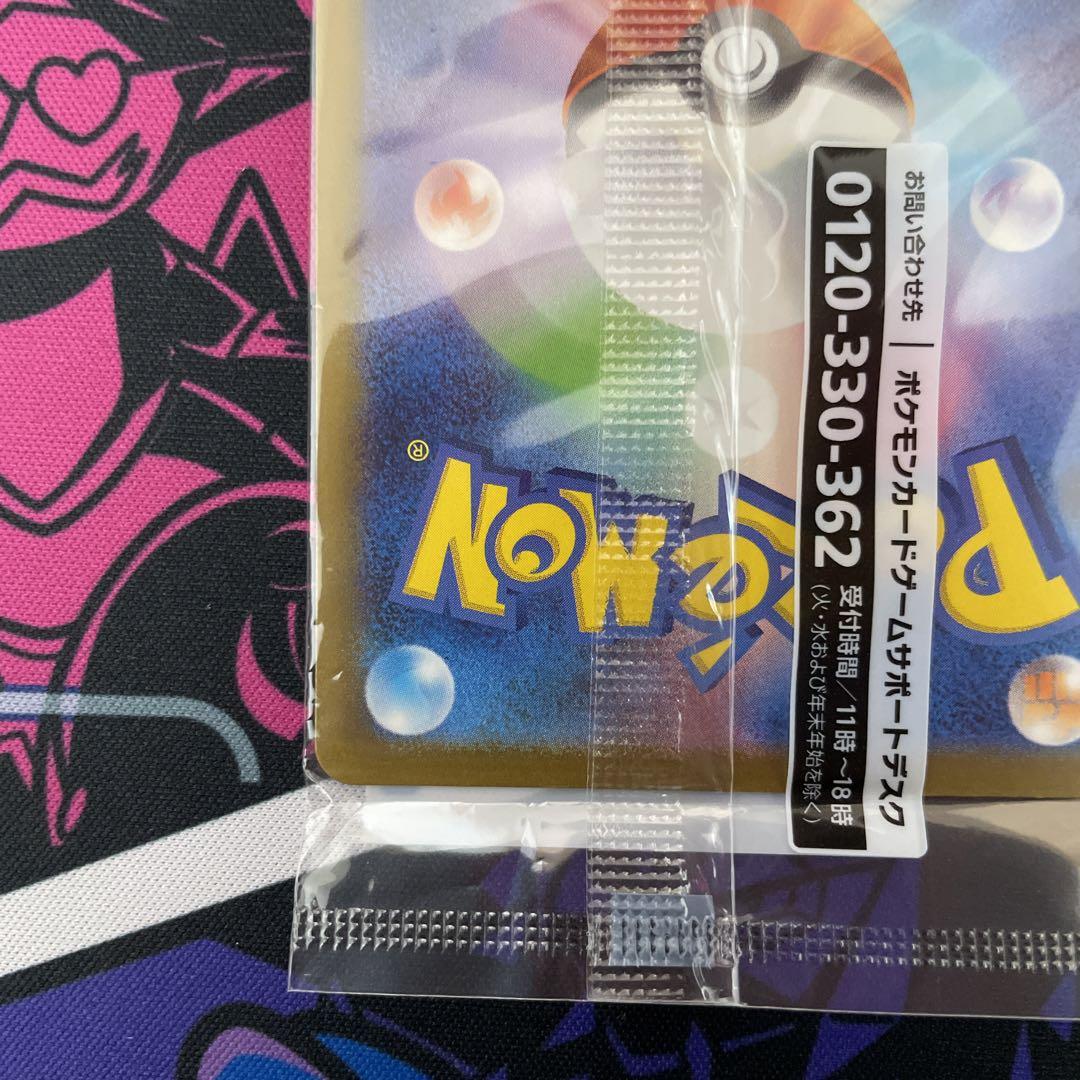 お問い合わせ先 | ポケモンカードゲームサポートデスク
0120-330-362 受付時間/11時~18時
(火・水および年末年始を除く)
POKéMON®